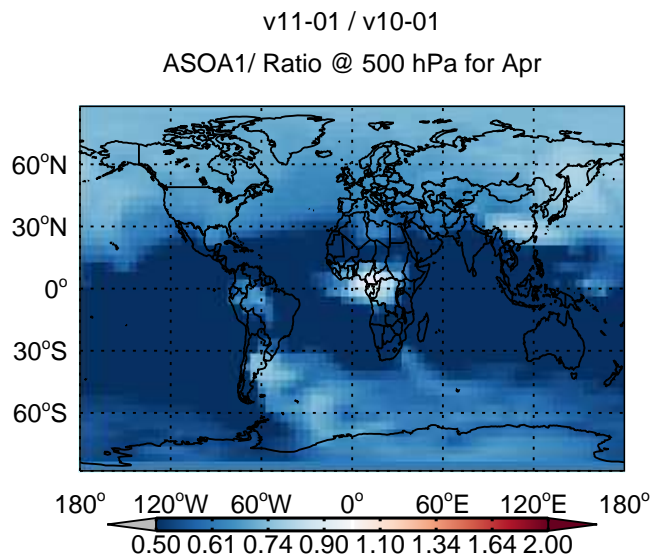 v11-01 / v10-01
ASOA1/ Ratio @ 500 hPa for Apr
60°N
30°N
0°
30°S
60°S
180° 120°W 60°W 0° 60°E 120°E 180°
0.50 0.61 0.74 0.90 1.10 1.34 1.64 2.00